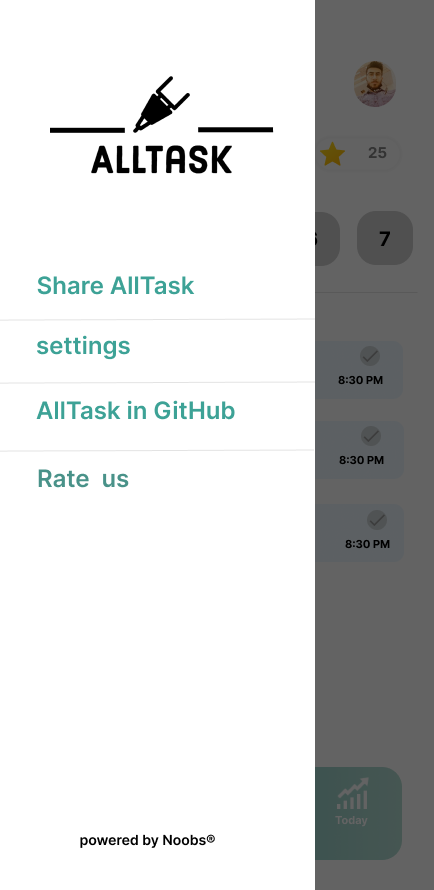 25
7
ALLTASK
Share AllTask
settings
8:30 PM
AllTask in GitHub
8:30 PM
Rate  us
8:30 PM
Today
powered by Noobs®